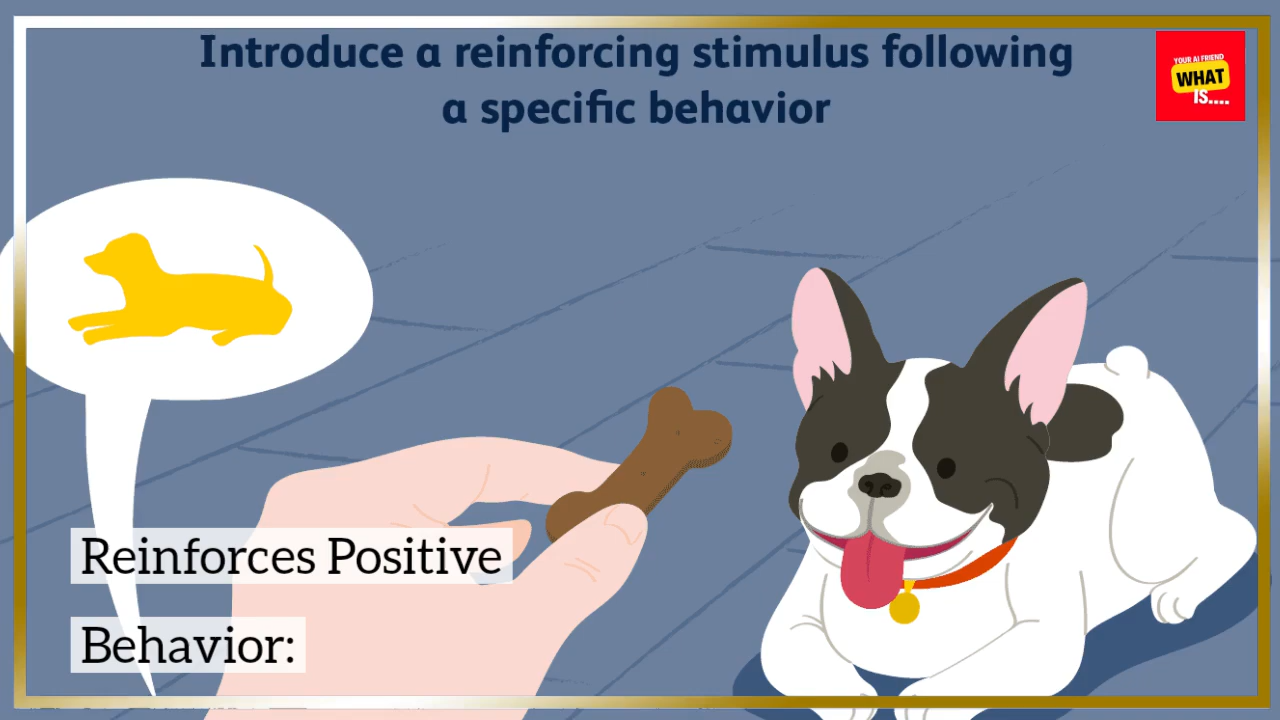 Introduce a reinforcing stimulus following
a specific behavior
YOUR AI FRIEND
WHAT
IS....
Reinforces Positive
Behavior: